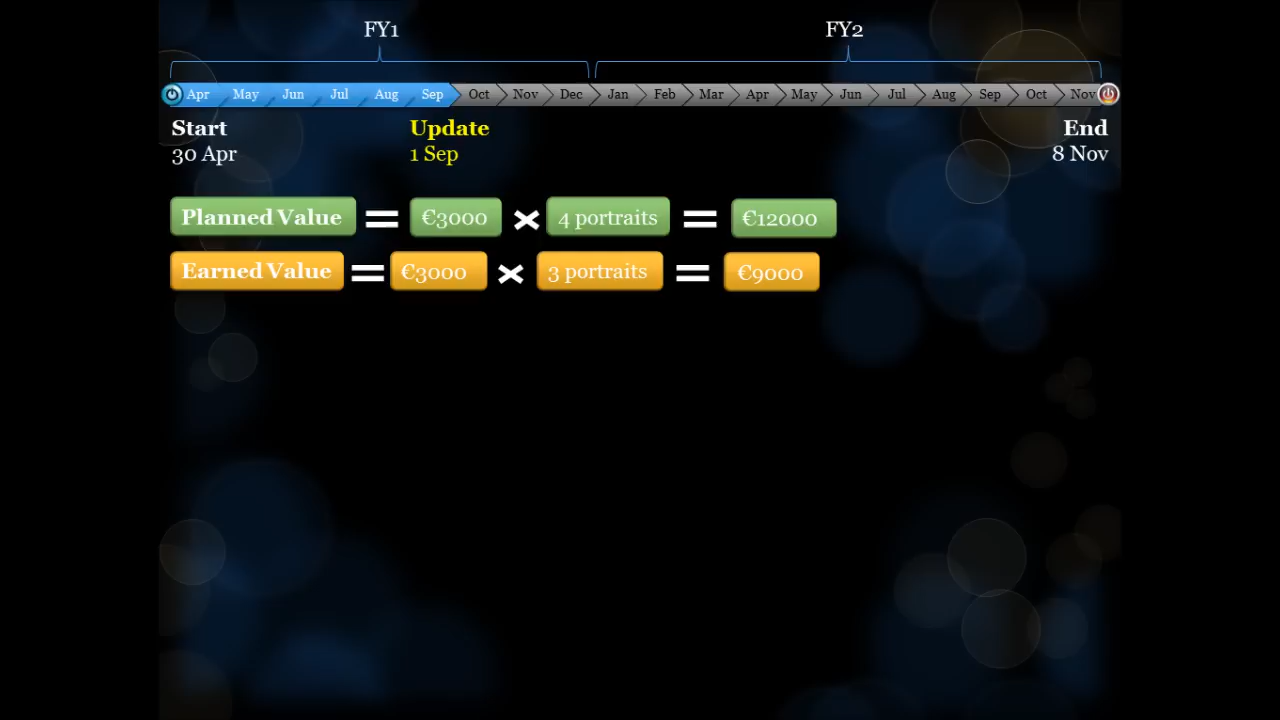 FY1 FY2
Apr May Jun Jul Aug Sep Oct Nov Dec Jan Feb Mar Apr May Jun Jul Aug Sep Oct Nov
Start Update End
30 Apr 1 Sep 8 Nov
Planned Value = €3000 × 4 portraits = €12000
Earned Value = €3000 × 3 portraits = €9000